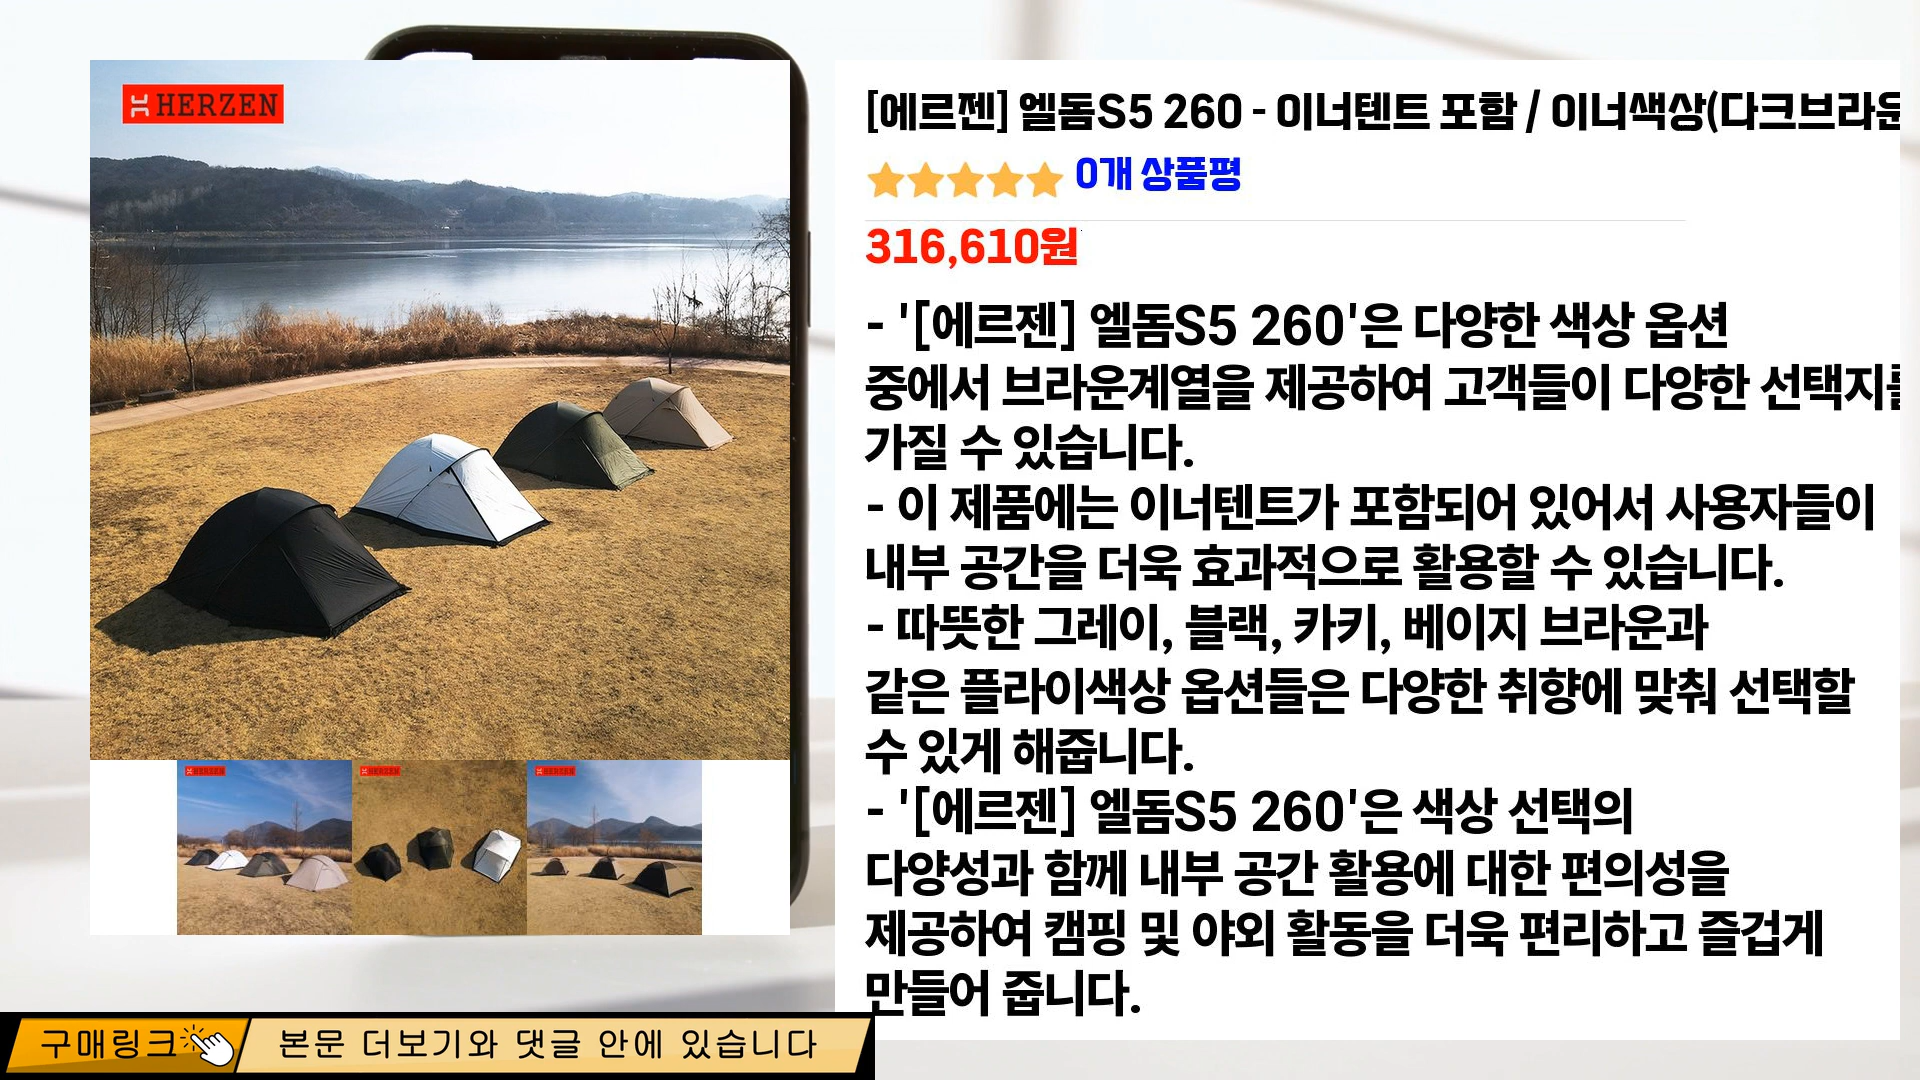 HERZEN
[에르젠] 엘돔S5 260 - 이너텐트 포함 / 이너색상(다크브라운
0개 상품평
316,610원
- '[에르젠] 엘돔S5 260'은 다양한 색상 옵션
중에서 브라운계열을 제공하여 고객들이 다양한 선택지를
가질 수 있습니다.
- 이 제품에는 이너텐트가 포함되어 있어서 사용자들이
내부 공간을 더욱 효과적으로 활용할 수 있습니다.
- 따뜻한 그레이, 블랙, 카키, 베이지 브라운과
같은 플라이색상 옵션들은 다양한 취향에 맞춰 선택할
수 있게 해줍니다.
- '[에르젠] 엘돔S5 260'은 색상 선택의
다양성과 함께 내부 공간 활용에 대한 편의성을
제공하여 캠핑 및 야외 활동을 더욱 편리하고 즐겁게
만들어 줍니다.
HERZEN
HERZEN
HERZEN
구매링크
본문 더보기와 댓글 안에 있습니다